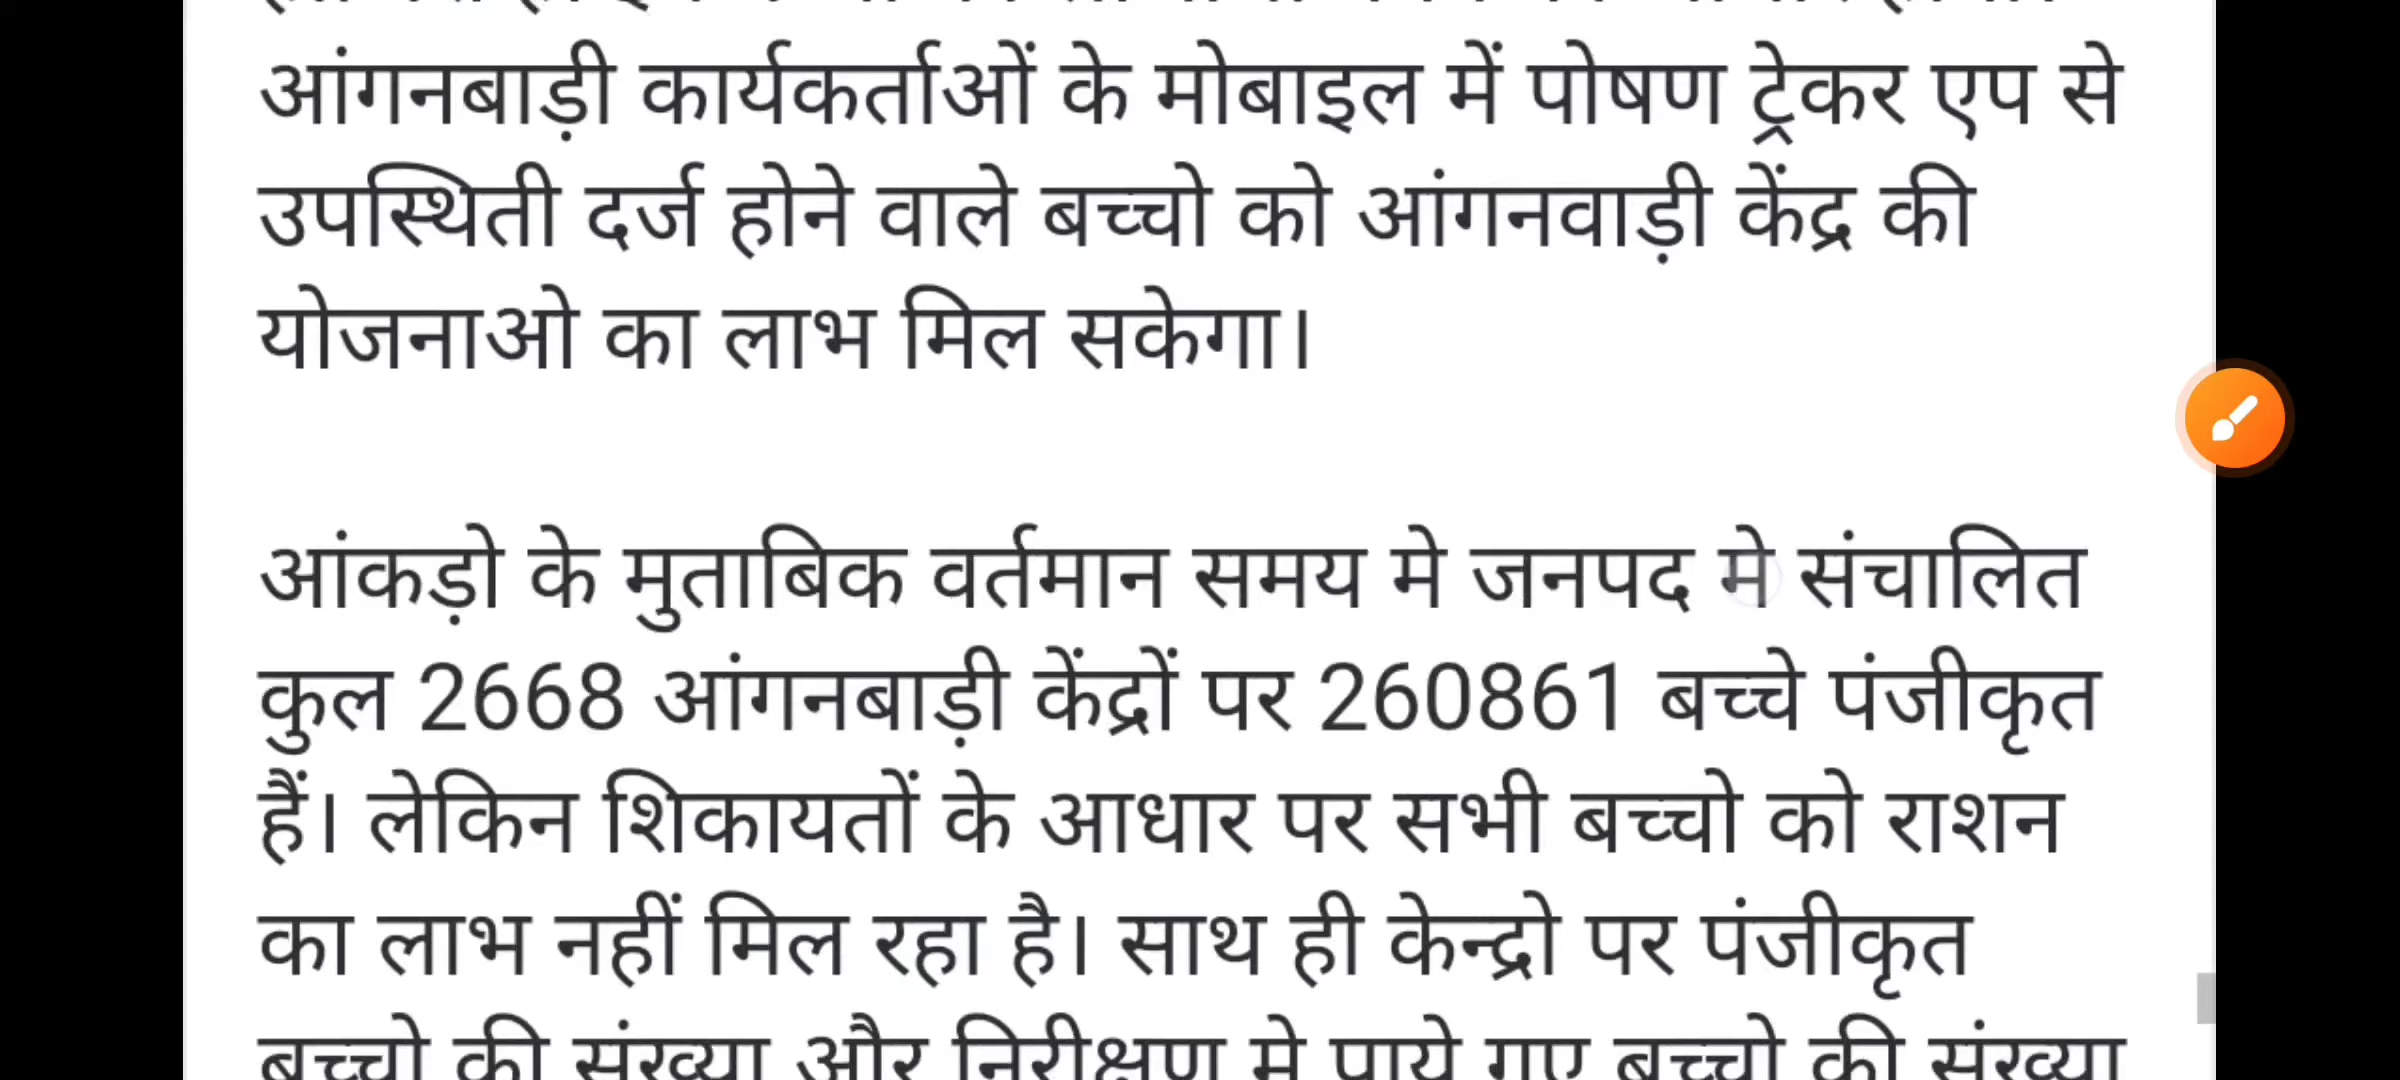 आंगनबाड़ी कार्यकर्ताओं के मोबाइल में पोषण ट्रेकर एप से
उपस्थिती दर्ज होने वाले बच्चो को आंगनवाड़ी केंद्र की
योजनाओ का लाभ मिल सकेगा।
आंकड़ो के मुताबिक वर्तमान समय मे जनपद मे संचालित
कुल 2668 आंगनबाड़ी केंद्रों पर 260861 बच्चे पंजीकृत
हैं। लेकिन शिकायतों के आधार पर सभी बच्चो को राशन
का लाभ नहीं मिल रहा है। साथ ही केन्द्रो पर पंजीकृत
बच्चो की संख्या और निरीक्षण मे पाये गए बच्चो की संख्या